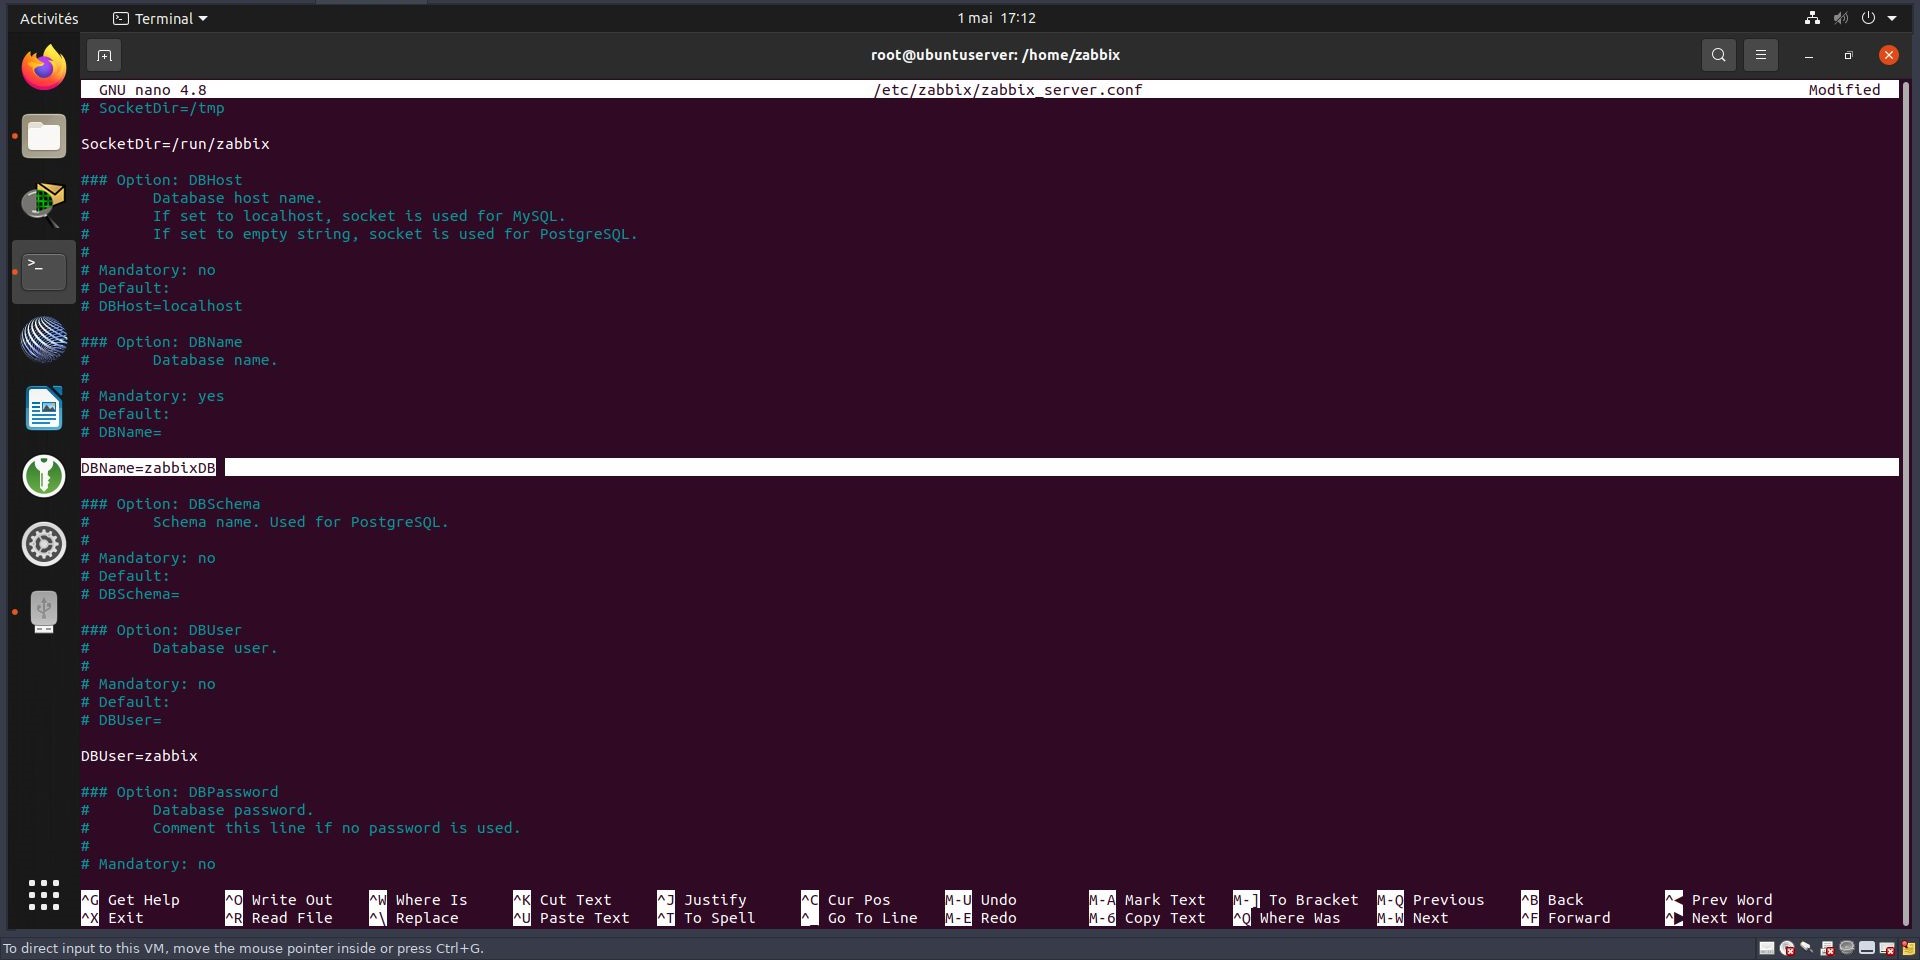 Activités
Terminal
1 mai 17:12
root@ubuntuserver: /home/zabbix
GNU nano 4.8 /etc/zabbix/zabbix_server.conf Modified
# SocketDir=/tmp
SocketDir=/run/zabbix
### Option: DBHost
# Database host name.
# If set to localhost, socket is used for MySQL.
# If set to empty string, socket is used for PostgreSQL.
#
# Mandatory: no
# Default:
# DBHost=localhost
### Option: DBName
# Database name.
#
# Mandatory: yes
# Default:
# DBName=
DBName=zabbixDB
### Option: DBSchema
# Schema name. Used for PostgreSQL.
#
# Mandatory: no
# Default:
# DBSchema=
### Option: DBUser
# Database user.
#
# Mandatory: no
# Default:
# DBUser=
DBUser=zabbix
### Option: DBPassword
# Database password.
# Comment this line if no password is used.
#
# Mandatory: no
^G Get Help ^O Write Out ^W Where Is ^K Cut Text ^J Justify ^C Cur Pos M-U Undo M-A Mark Text M-] To Bracket M-Q Previous ^B Back ^◀ Prev Word
^X Exit ^R Read File ^\ Replace ^U Paste Text ^T To Spell ^_ Go To Line M-E Redo M-6 Copy Text ^Q Where Was M-W Next ^F Forward ^▶ Next Word
To direct input to this VM, move the mouse pointer inside or press Ctrl+G.